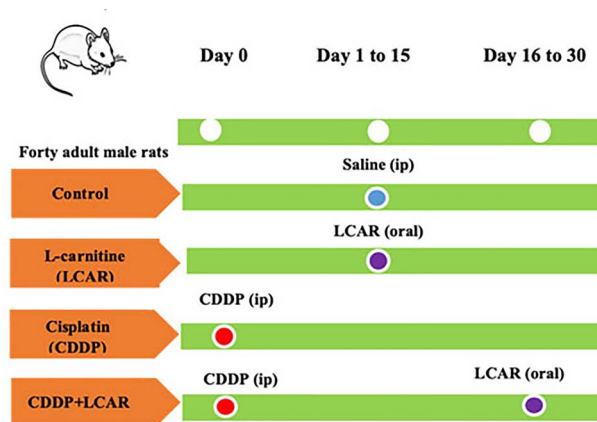 Day 0 Day 1 to 15 Day 16 to 30
Forty adult male rats
Saline (ip)
Control
LCAR (oral)
L-carnitine
(LCAR)
CDDP (ip)
Cisplatin
(CDDP)
CDDP (ip) LCAR (oral)
CDDP+LCAR